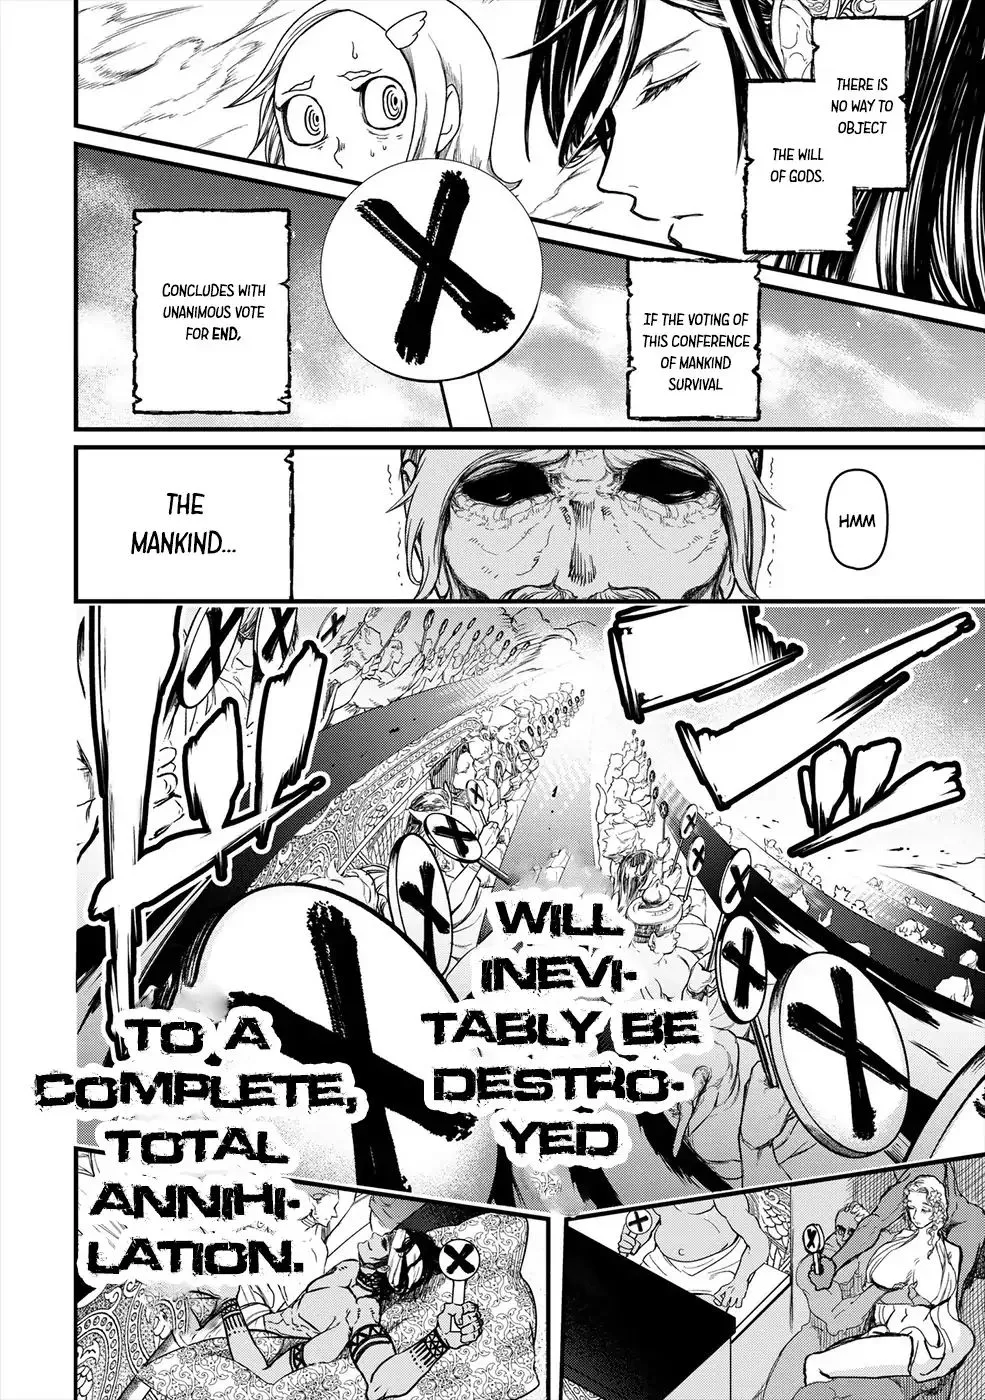 THERE IS
NO WAY TO
OBJECT
THE WILL
OF GODS.
IF THE VOTING OF
THIS CONFERENCE
OF MANKIND
SURVIVAL
CONCLUDES WITH
UNANIMOUS VOTE
FOR END,
HMM
THE
MANKIND...
WILL
INEVI-
TABLY BE
DESTRO-
YED
TO A
COMPLETE,
TOTAL
ANNIHI-
LATION.